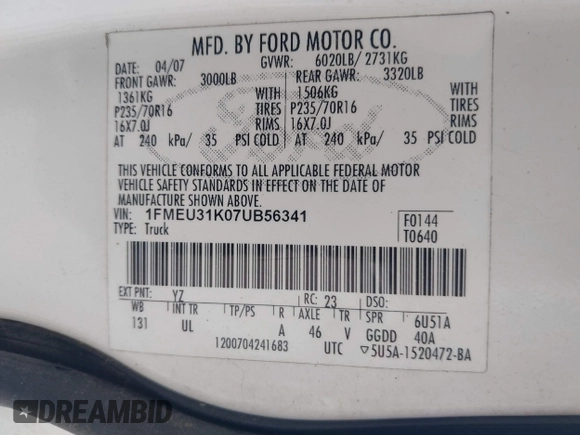 MFD. BY FORD MOTOR CO.
DATE: 04/07 GVWR: 6020LB/ 2731KG
FRONT GAWR: 3000LB REAR GAWR: 3320LB
1361KG WITH 1506KG WITH
P235/70R16 TIRES P235/70R16 TIRES
16X7.0J RIMS 16X7.0J RIMS
AT 240 kPa/ 35 PSI COLD AT 240 kPa/ 35 PSI COLD
THIS VEHICLE CONFORMS TO ALL APPLICABLE FEDERAL MOTOR
VEHICLE SAFETY STANDARDS IN EFFECT ON THE DATE OF
MANUFACTURE SHOWN ABOVE.
VIN: 1FMEU31K07UB56341 F0144
TYPE: Truck T0640
EXT PNT: YZ RC: 23 DSO:
WB INT TR TP/PS R AXLE TR SPR 6U51A
131 UL A 46 V GGDD 40A
1200704241683 UTC ▽5U5A-1520472-BA
DREAMBID